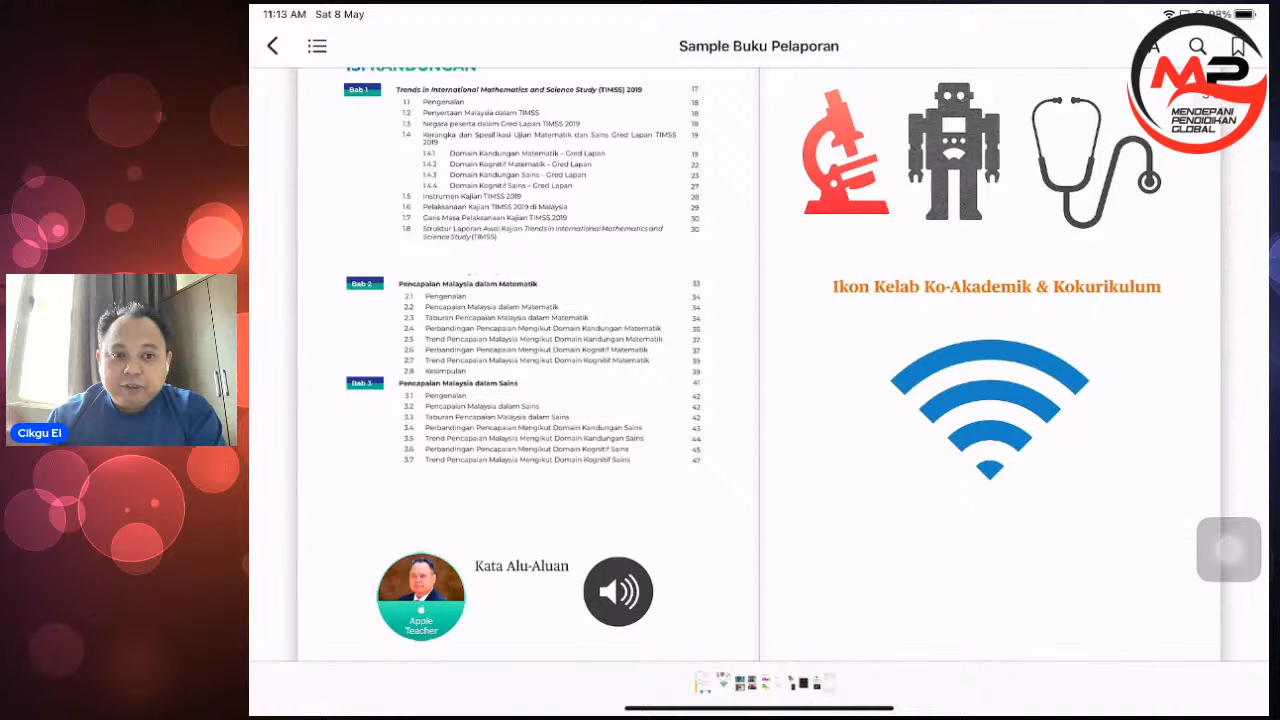 11:13 AM Sat 8 May
98%
Sample Buku Pelaporan
MP
MENDEPANI
PENDIDIKAN
GLOBAL
ISI KANDUNGAN
Bab 1 Trends in International Mathematics and Science Study (TIMSS) 2019 17
1.1 Pengenalan 18
1.2 Penyertaan Malaysia dalam TIMSS 18
1.3 Negara peserta dalam Gred Lapan TIMSS 2019 18
1.4 Kerangka dan Spesifikasi Ujian Matematik dan Sains Gred Lapan TIMSS 19
2019
1.4.1 Domain Kandungan Matematik – Gred Lapan 19
1.4.2 Domain Kognitif Matematik – Gred Lapan 22
1.4.3 Domain Kandungan Sains – Gred Lapan 23
1.4.4 Domain Kognitif Sains – Gred Lapan 27
1.5 Instrumen Kajian TIMSS 2019 28
1.6 Pelaksanaan Kajian TIMSS 2019 di Malaysia 29
1.7 Garis Masa Pelaksanaan Kajian TIMSS 2019 30
1.8 Struktur Laporan Awal Kajian Trends in International Mathematics and 30
Science Study (TIMSS)
Bab 2 Pencapaian Malaysia dalam Matematik 33
2.1 Pengenalan 34
2.2 Pencapaian Malaysia dalam Matematik 34
2.3 Taburan Pencapaian Malaysia dalam Matematik 34
2.4 Perbandingan Pencapaian Mengikut Domain Kandungan Matematik 35
2.5 Trend Pencapaian Malaysia Mengikut Domain Kandungan Matematik 37
2.6 Perbandingan Pencapaian Mengikut Domain Kognitif Matematik 37
2.7 Trend Pencapaian Malaysia Mengikut Domain Kognitif Matematik 39
2.8 Kesimpulan 39
Bab 3 Pencapaian Malaysia dalam Sains 41
3.1 Pengenalan 42
3.2 Pencapaian Malaysia dalam Sains 42
3.3 Taburan Pencapaian Malaysia dalam Sains 42
3.4 Perbandingan Pencapaian Mengikut Domain Kandungan Sains 43
3.5 Trend Pencapaian Malaysia Mengikut Domain Kandungan Sains 44
3.6 Perbandingan Pencapaian Mengikut Domain Kognitif Sains 45
3.7 Trend Pencapaian Malaysia Mengikut Domain Kognitif Sains 47
Kata Alu-Aluan
Apple
Teacher
Ikon Kelab Ko-Akademik & Kokurikulum
Cikgu EI